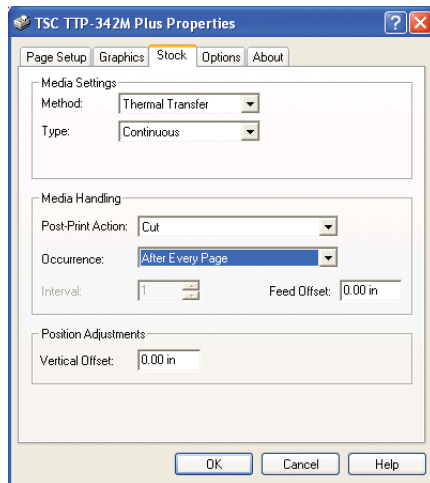 TSC TTP-342M Plus Properties
Page Setup Graphics Stock Options About
Media Settings
Method: Thermal Transfer
Type: Continuous
Media Handling
Post-Print Action: Cut
Occurrence: After Every Page
Interval: 1 Feed Offset: 0.00 in
Position Adjustments
Vertical Offset: 0.00 in
OK Cancel Help